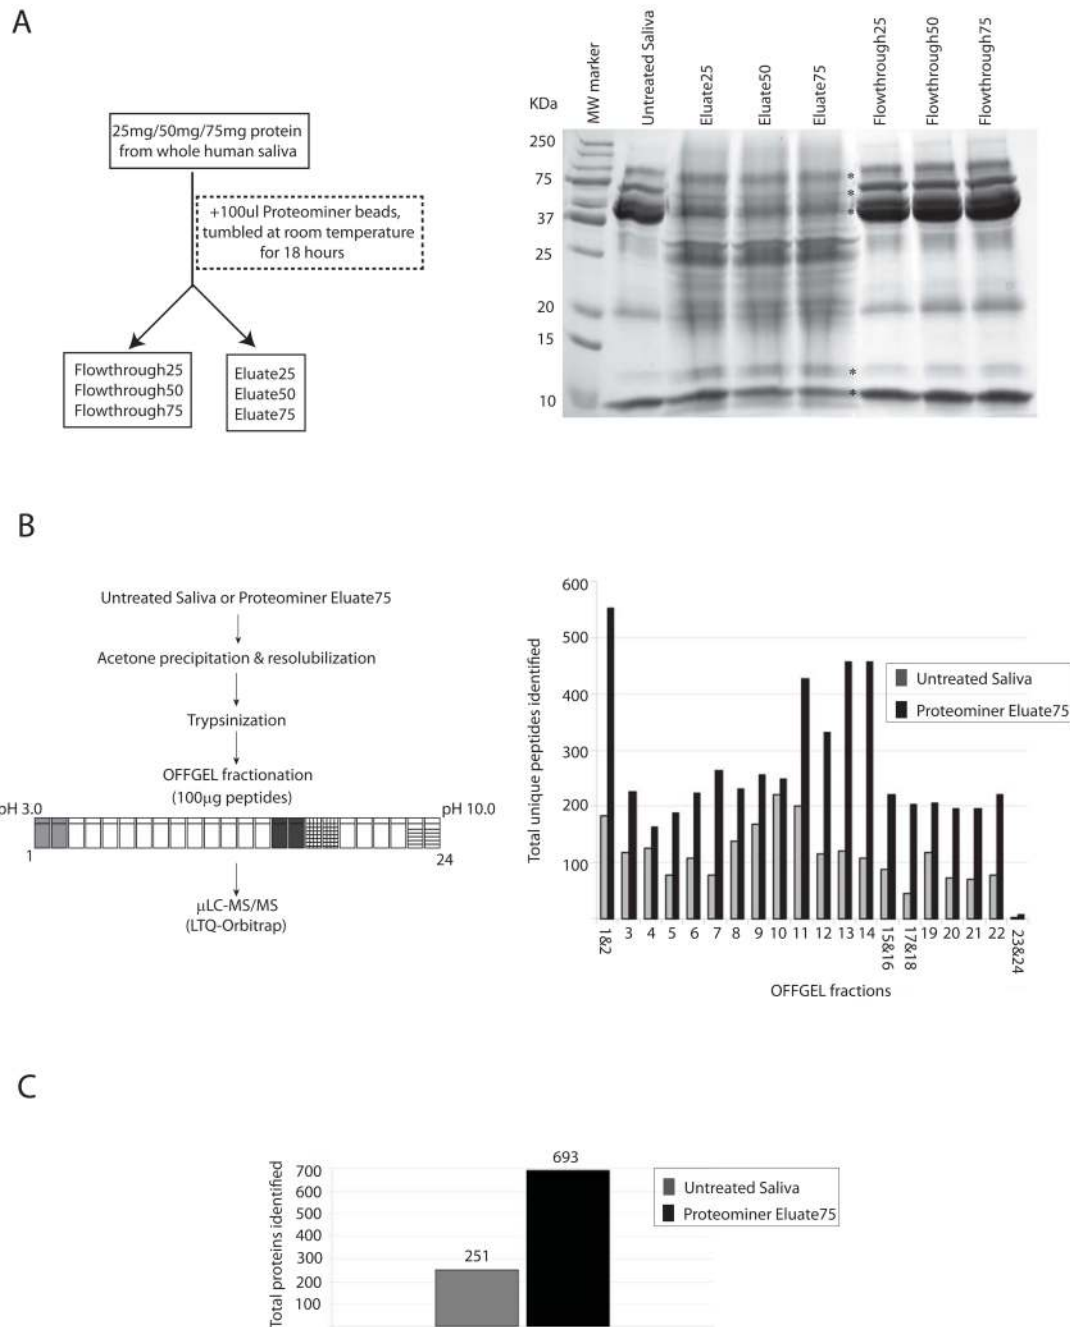 A
25mg/50mg/75mg protein
from whole human saliva
+100ul Proteominer beads,
tumbled at room temperature
for 18 hours
Flowthrough25
Flowthrough50
Flowthrough75
Eluate25
Eluate50
Eluate75
KDa
MW marker
Untreated Saliva
Eluate25
Eluate50
Eluate75
Flowthrough25
Flowthrough50
Flowthrough75
250
75
37
25
20
15
10
*
*
*
*
*
B
Untreated Saliva or Proteominer Eluate75
Acetone precipitation & resolubilization
Trypsinization
OFFGEL fractionation
(100μg peptides)
pH 3.0
pH 10.0
1
24
μLC-MS/MS
(LTQ-Orbitrap)
Total unique peptides identified
600
500
400
300
200
100
Untreated Saliva
Proteominer Eluate75
1&2 3 4 5 6 7 8 9 10 11 12 13 14 15&16 17&18 19 20 21 22 23&24
OFFGEL fractions
C
Total proteins identified
700
600
500
400
300
200
100
251
693
Untreated Saliva
Proteominer Eluate75